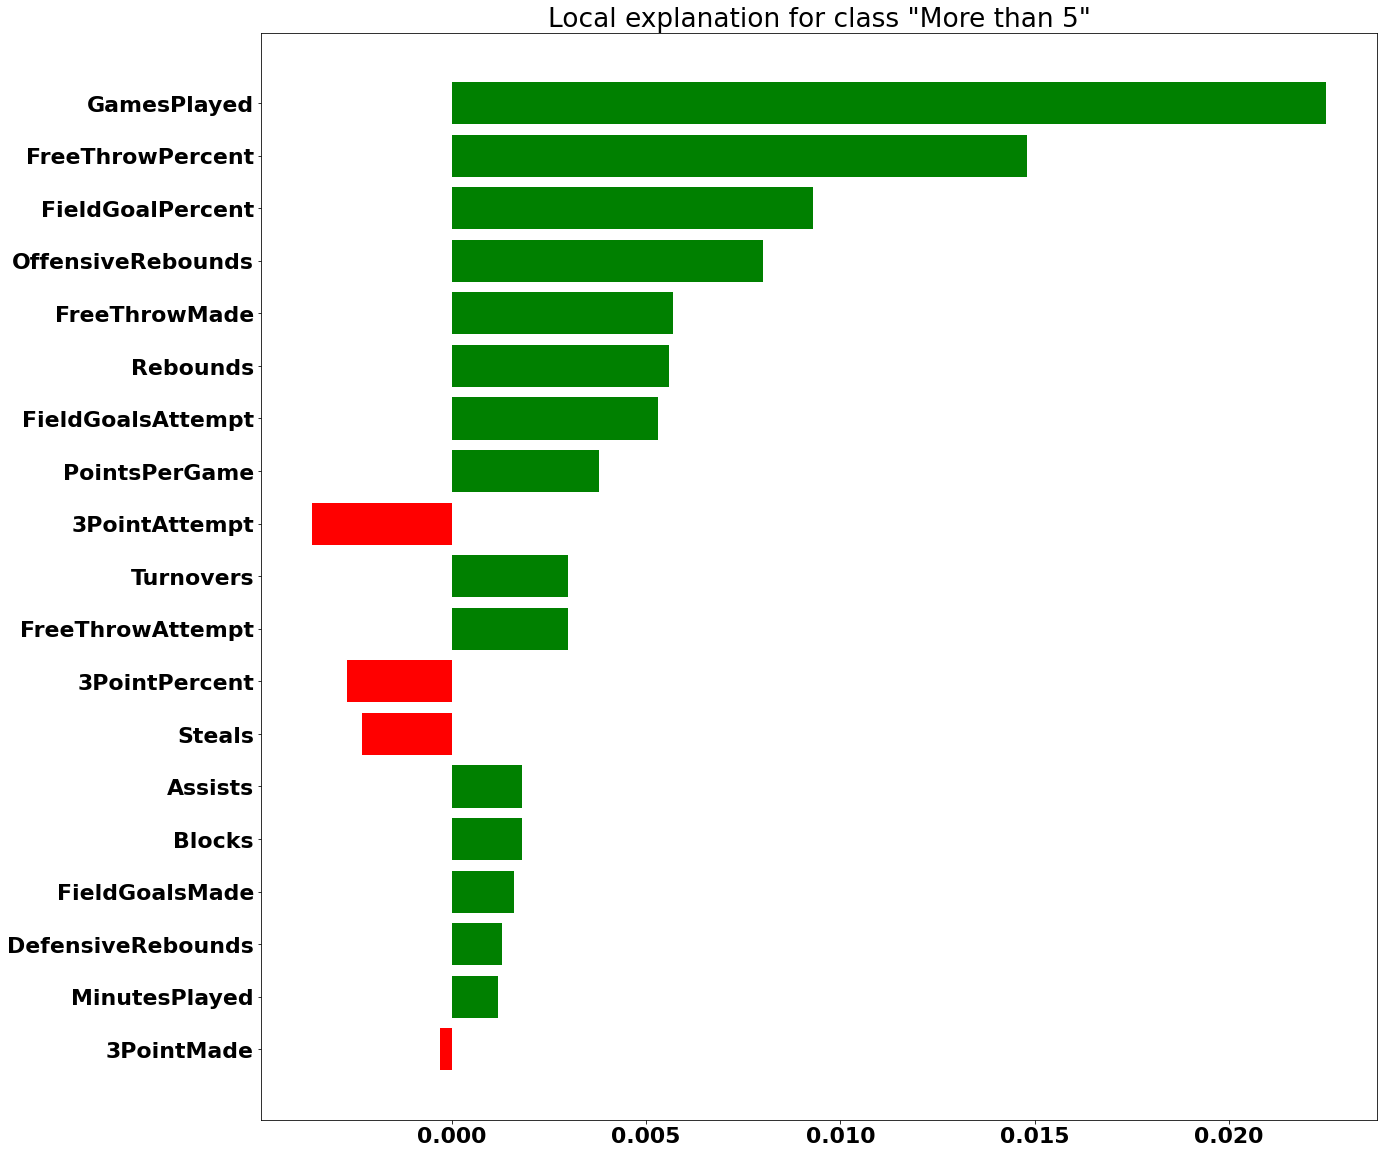 Local explanation for class "More than 5"
GamesPlayed
FreeThrowPercent
FieldGoalPercent
OffensiveRebounds
FreeThrowMade
Rebounds
FieldGoalsAttempt
PointsPerGame
3PointAttempt
Turnovers
FreeThrowAttempt
3PointPercent
Steals
Assists
Blocks
FieldGoalsMade
DefensiveRebounds
MinutesPlayed
3PointMade
0.000 0.005 0.010 0.015 0.020